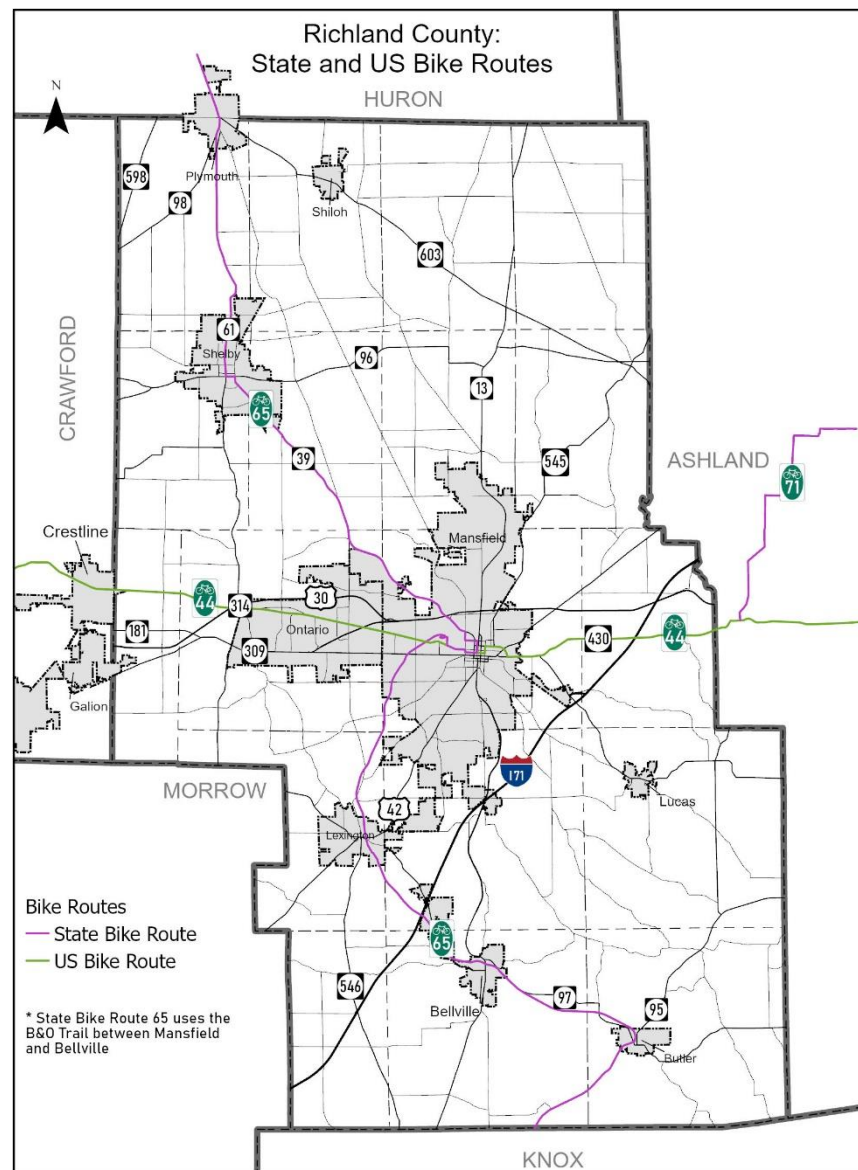 Richland County:
State and US Bike Routes
HURON
N
Plymouth
598
98
Shiloh
603
CRAWFORD
61
Shelby
96
13
65
39
545
ASHLAND
71
Crestline
Mansfield
44
314
30
Ontario
181
309
430
44
Galion
171
MORROW
42
Lucas
Lexington
65
Bike Routes
State Bike Route
US Bike Route
546
Bellville
97
95
Butler
* State Bike Route 65 uses the
B&O Trail between Mansfield
and Bellville
KNOX